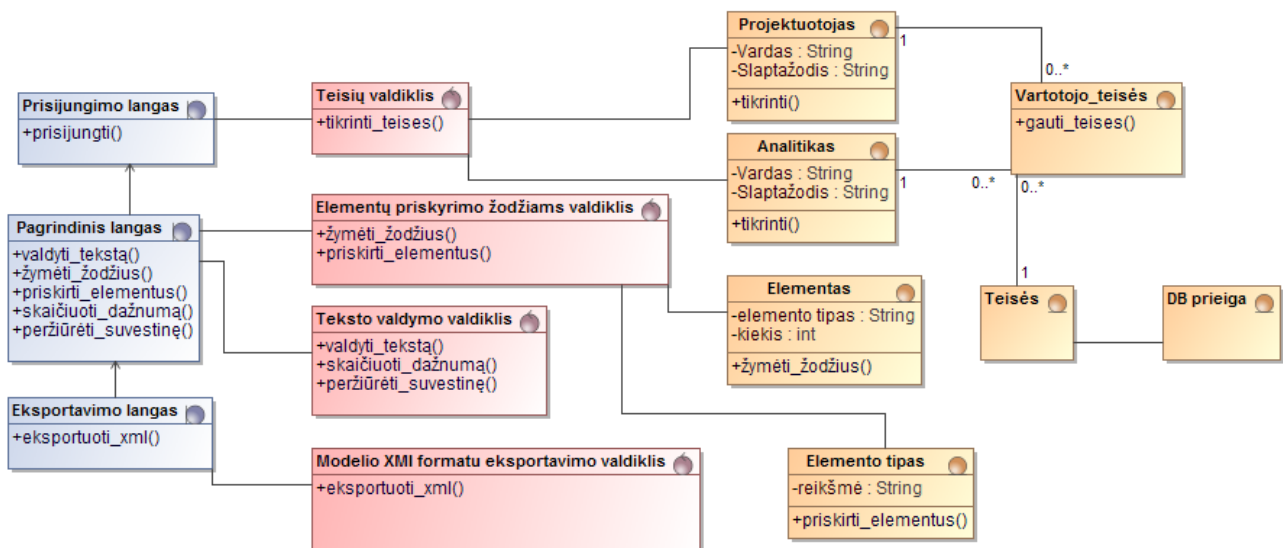 Prisijungimo langas
+prisijungti()
Pagrindinis langas
+valdyti_tekstą()
+žymėti_žodžius()
+priskirti_elementus()
+skaičiuoti_dažnumą()
+peržiūrėti_suvestinę()
Eksportavimo langas
+eksportuoti_xml()
Teisių valdiklis
+tikrinti_teises()
Elementų priskyrimo žodžiams valdiklis
+žymėti_žodžius()
+priskirti_elementus()
Teksto valdymo valdiklis
+valdyti_tekstą()
+skaičiuoti_dažnumą()
+peržiūrėti_suvestinę()
Modelio XMI formatu eksportavimo valdiklis
+eksportuoti_xml()
Projektuotojas
-Vardas : String
-Slaptažodis : String
+tikrinti()
1
0..*
Analitikas
-Vardas : String
-Slaptažodis : String
+tikrinti()
1
0..*
Vartotojo_teisės
+gauti_teises()
0..*
1
Elementas
-elemento tipas : String
-kiekis : int
+žymėti_žodžius()
Teisės
DB prieiga
Elemento tipas
-reikšmė : String
+priskirti_elementus()